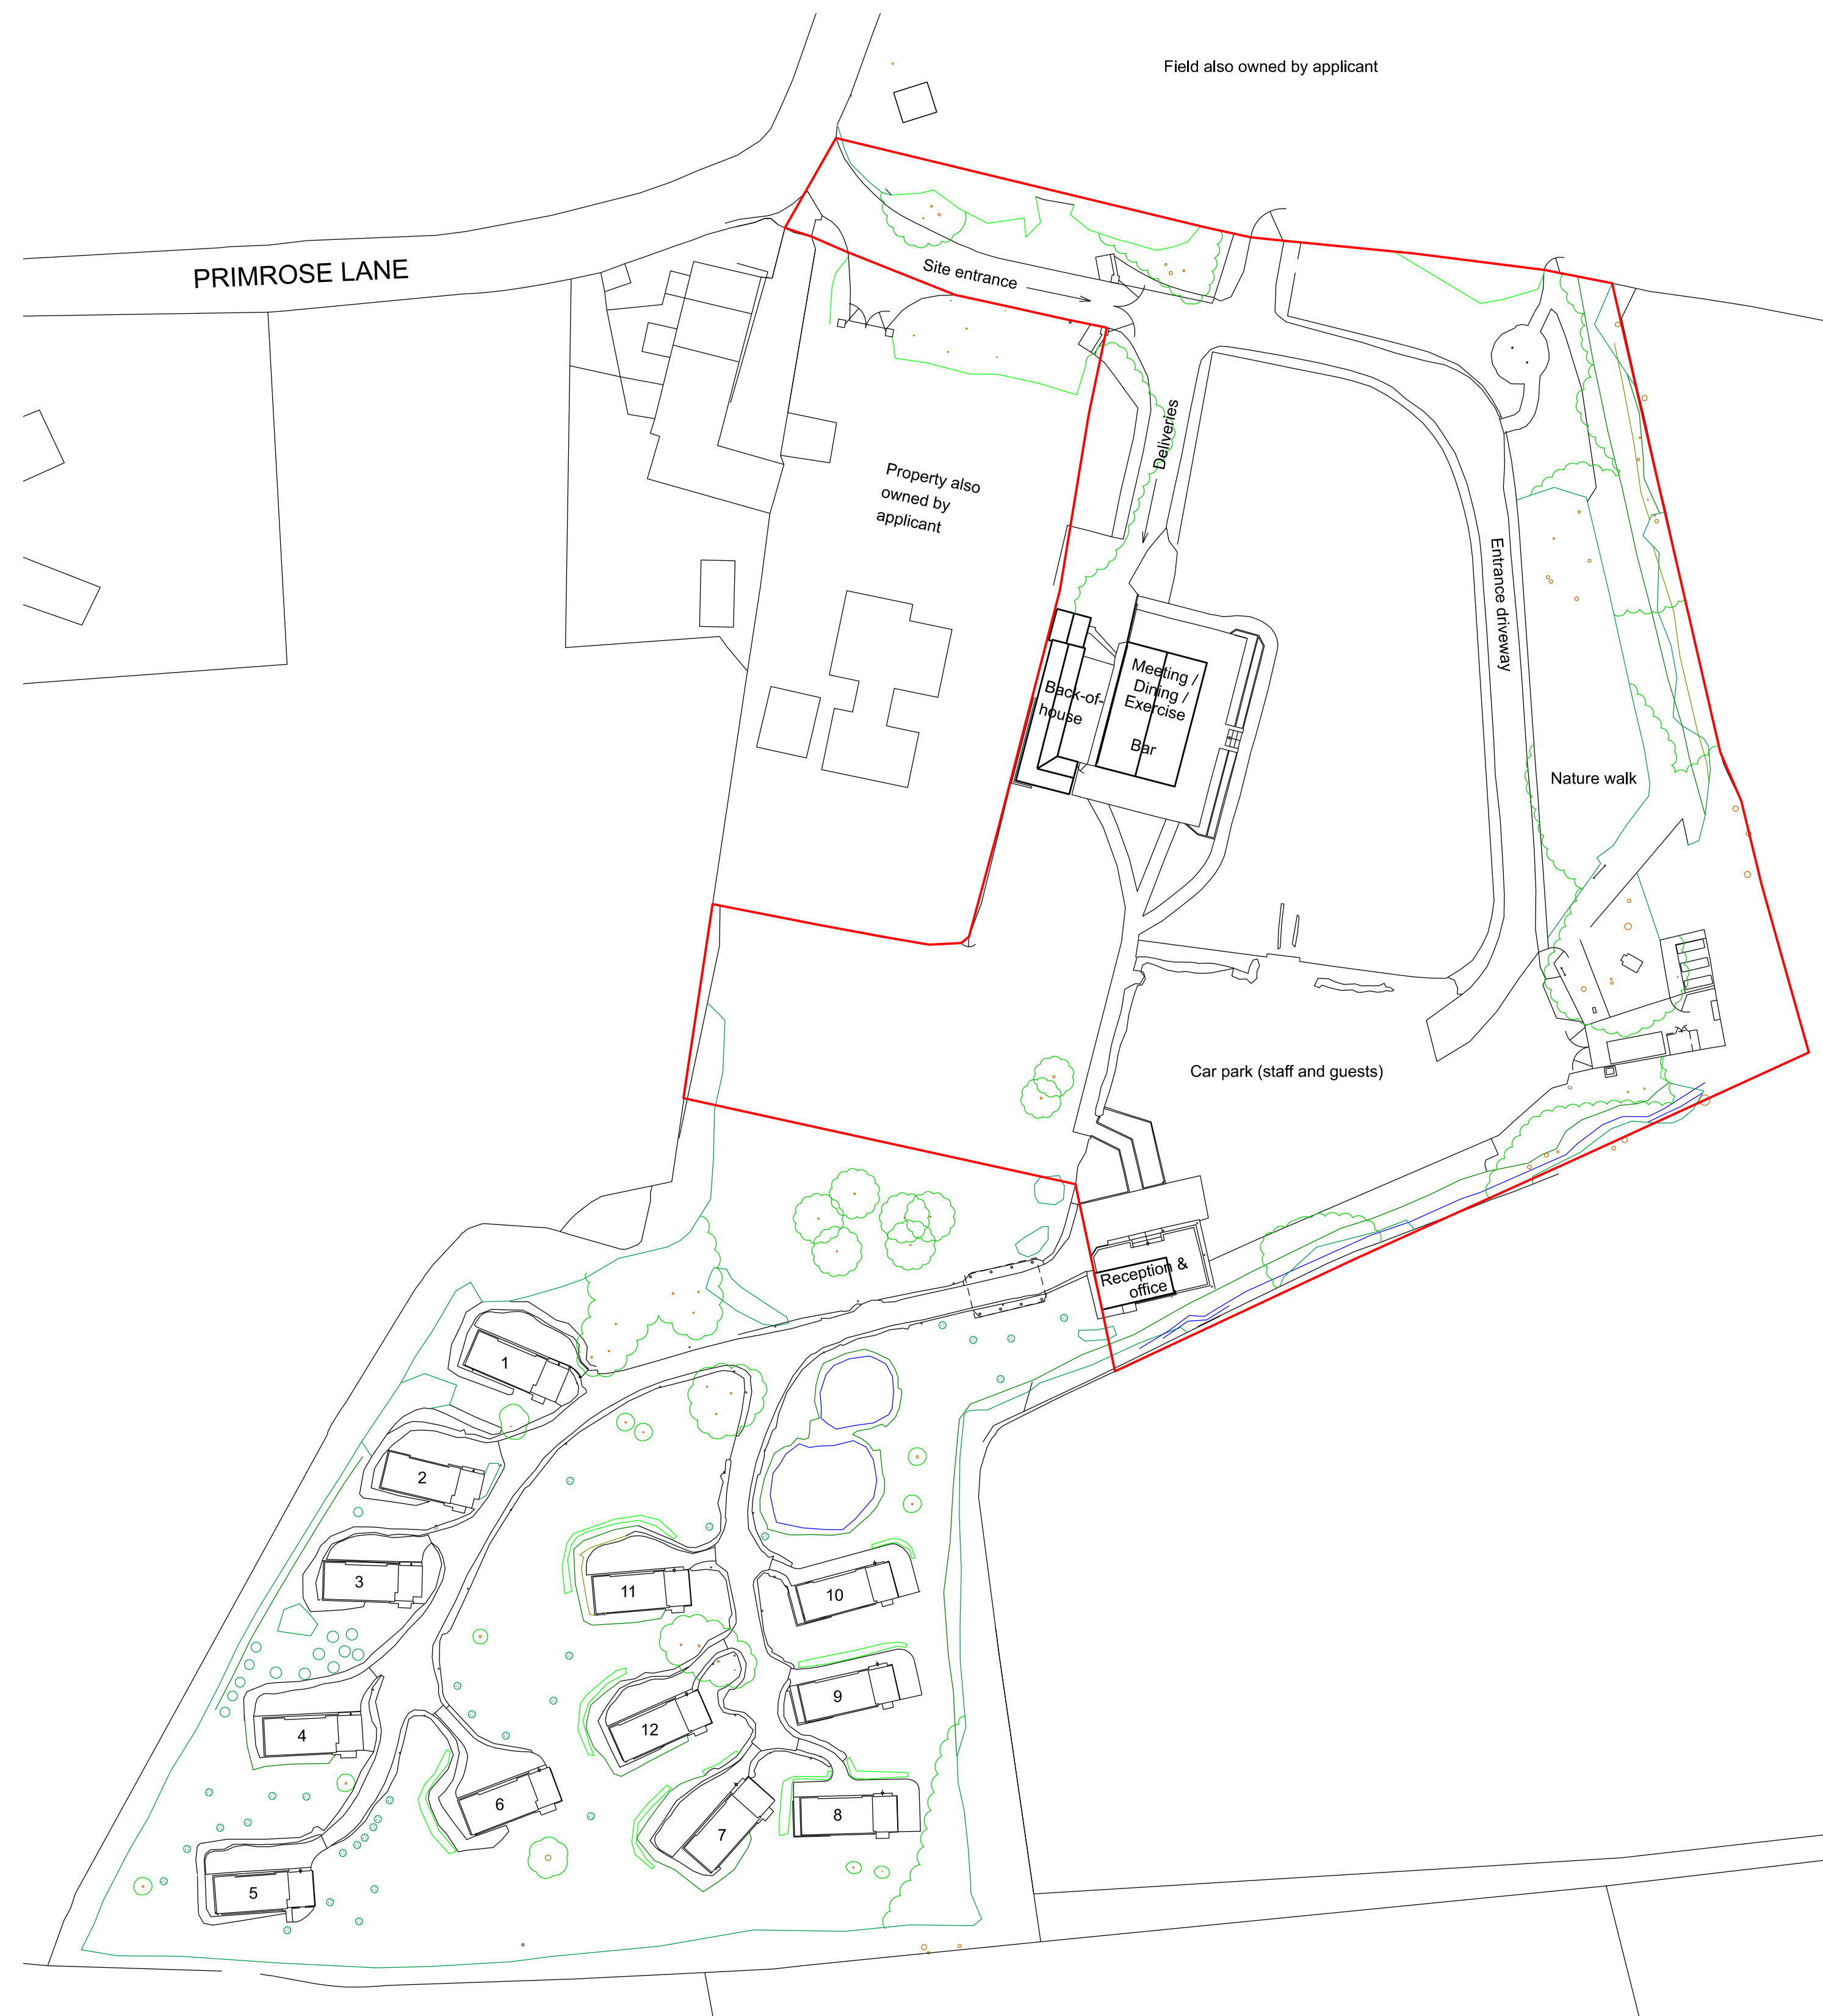 Field also owned by applicant
PRIMROSE LANE
Site entrance
Deliveries
Property also
owned by
applicant
Entrance driveway
Meeting /
Dining /
Exercise
Bar
Back-of-
house
Nature walk
Car park (staff and guests)
Reception &
office
1
2
3
4
5
6
7
8
9
10
11
12